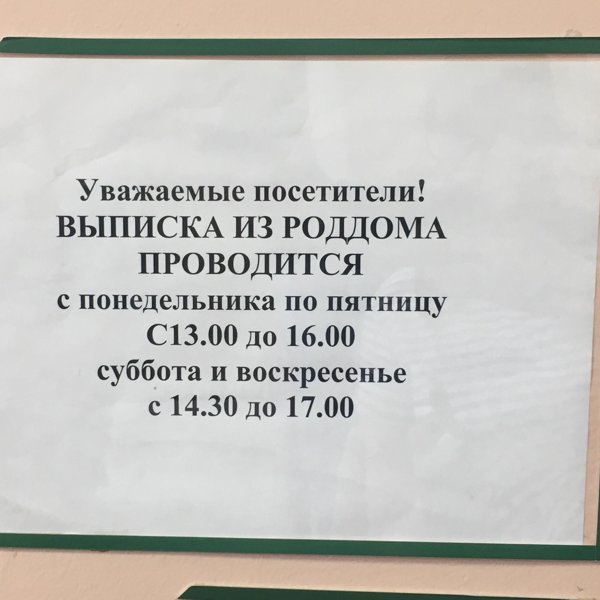 Уважаемые посетители!
ВЫПИСКА ИЗ РОДДОМА
ПРОВОДИТСЯ
с понедельника по пятницу
С13.00 до 16.00
суббота и воскресенье
с 14.30 до 17.00